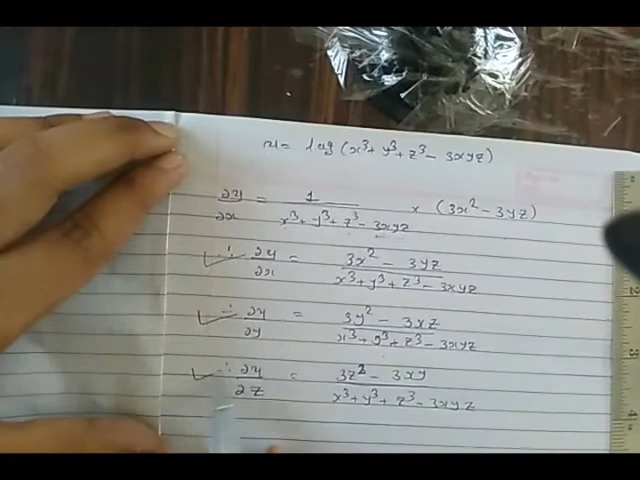 u = log (x³ + y³ + z³ - 3xyz)
∂u/∂x = 1/(x³ + y³ + z³ - 3xyz) × (3x² - 3yz)
∴ ∂u/∂x = (3x² - 3yz)/(x³ + y³ + z³ - 3xyz)
∴ ∂u/∂y = (3y² - 3xz)/(x³ + y³ + z³ - 3xyz)
∴ ∂u/∂z = (3z² - 3xy)/(x³ + y³ + z³ - 3xyz)